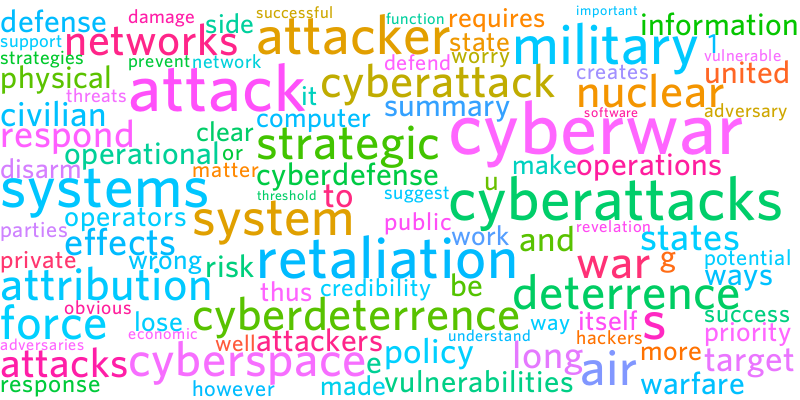 defense damage side successful function requires important information
support networks attacker state military 1
strategies prevent network defend worry vulnerable
physical threats attack it cyberattack creates nuclear united
civilian computer summary software adversary
respond clear strategic cyberwar
disarm operational or matter cyberdefense make operations
systems threshold to suggest u cyberattacks
operators system public revelation
parties effects work and states
private wrong risk retaliation war g potential
attribution thus credibility be deterrence ways
force obvious lose cyberdeterrence way itself s success
adversaries economic well attackers understand hackers priority
attacks cyberspace e policy long air more target
response however made vulnerabilities warfare